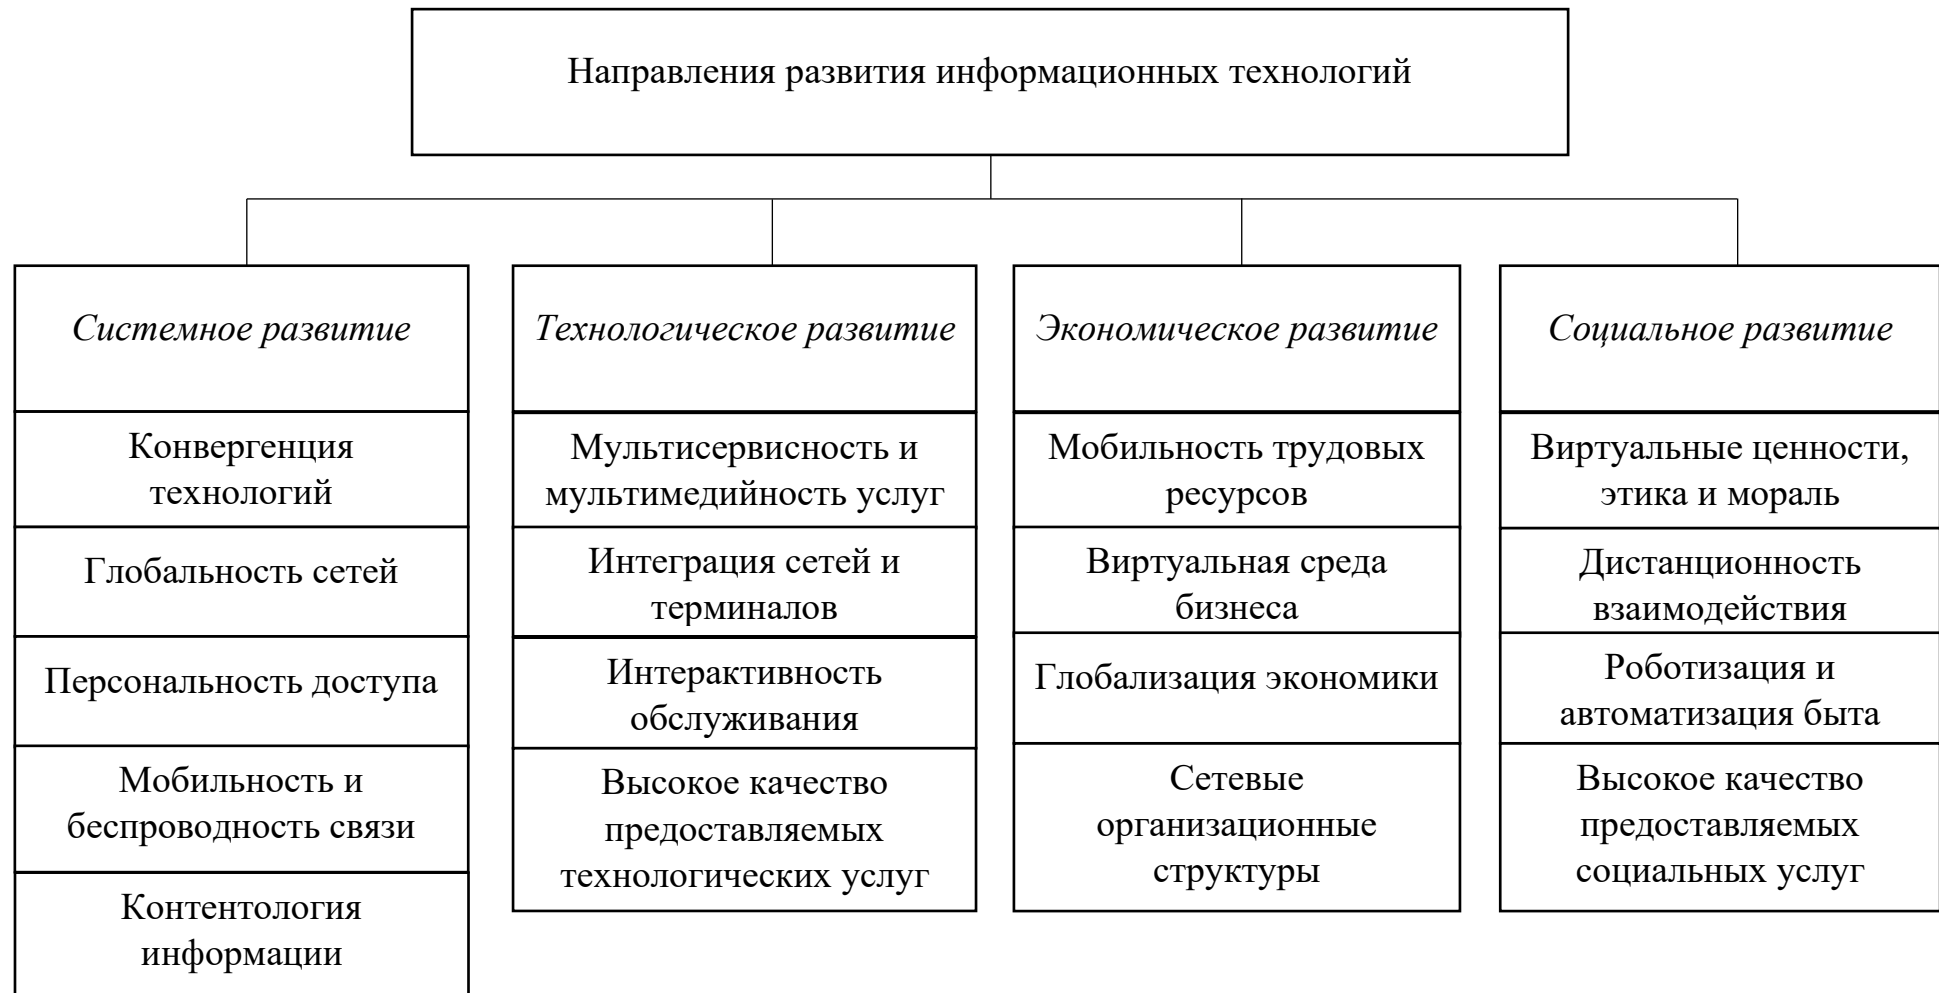 Направления развития информационных технологий
Системное развитие
Конвергенция
технологий
Глобальность сетей
Персональность доступа
Мобильность и
беспроводность связи
Контентология
информации
Технологическое развитие
Мультисервисность и
мультимедийность услуг
Интеграция сетей и
терминалов
Интерактивность
обслуживания
Высокое качество
предоставляемых
технологических услуг
Экономическое развитие
Мобильность трудовых
ресурсов
Виртуальная среда
бизнеса
Глобализация экономики
Сетевые
организационные
структуры
Социальное развитие
Виртуальные ценности,
этика и мораль
Дистанционность
взаимодействия
Роботизация и
автоматизация быта
Высокое качество
предоставляемых
социальных услуг